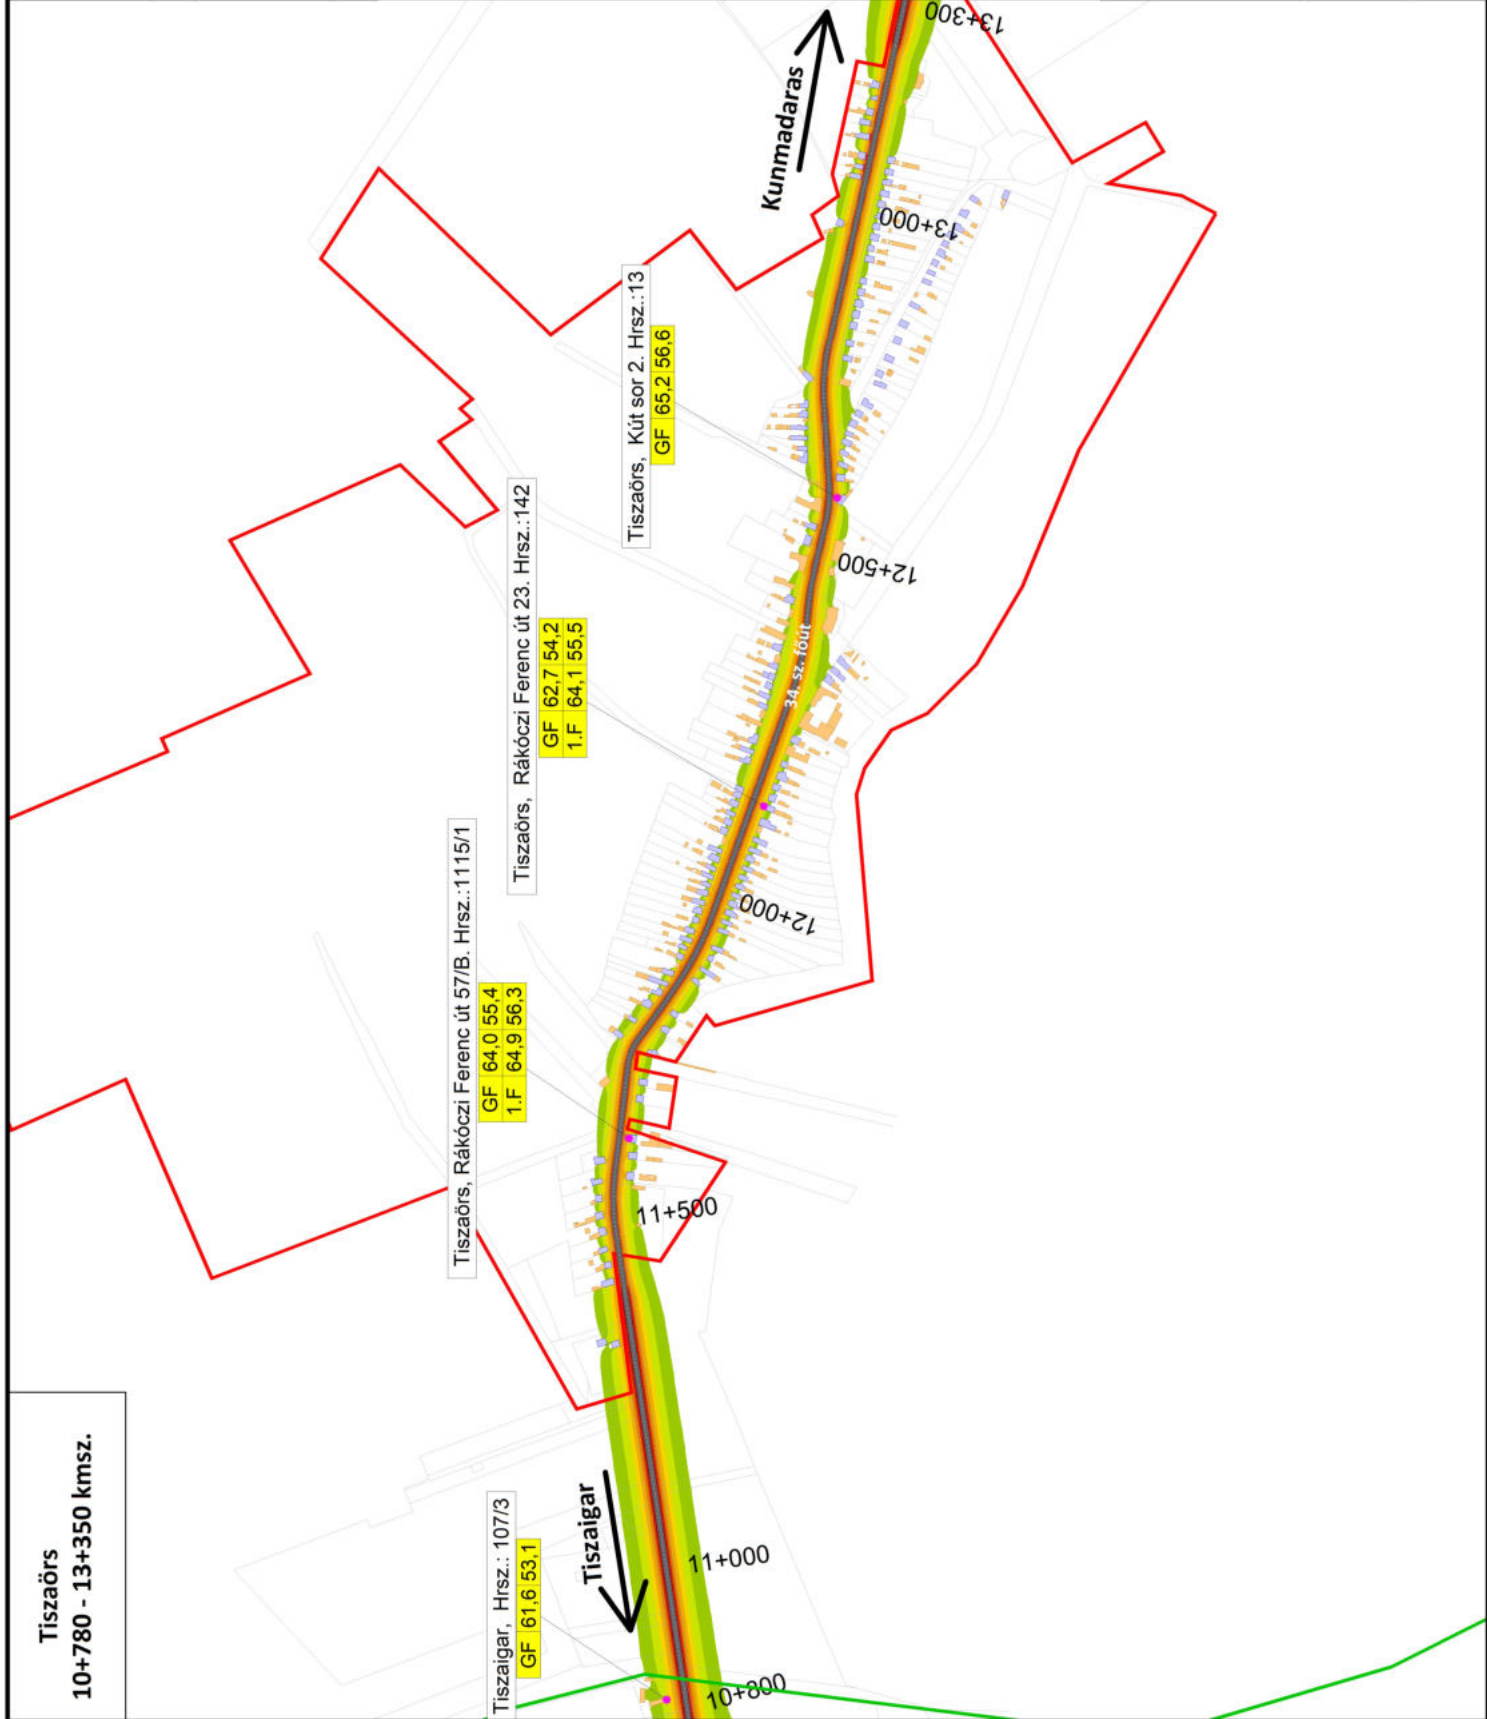 Tiszaörs
10+780 - 13+350 kmsz.
Tiszaigar, Hrsz.: 107/3
GF 61,6 53,1
Tiszaigar
10+800
11+000
11+500
Tiszaörs, Rákóczi Ferenc út 57/B. Hrsz.:1115/1
GF 64,0 55,4
1.F 64,9 56,3
12+000
Tiszaörs, Rákóczi Ferenc út 23. Hrsz.:142
GF 62,7 54,2
1.F 64,1 55,5
34. sz. főút
12+500
Tiszaörs, Kút sor 2. Hrsz.:13
GF 65,2 56,6
13+000
Kunmadaras
13+300